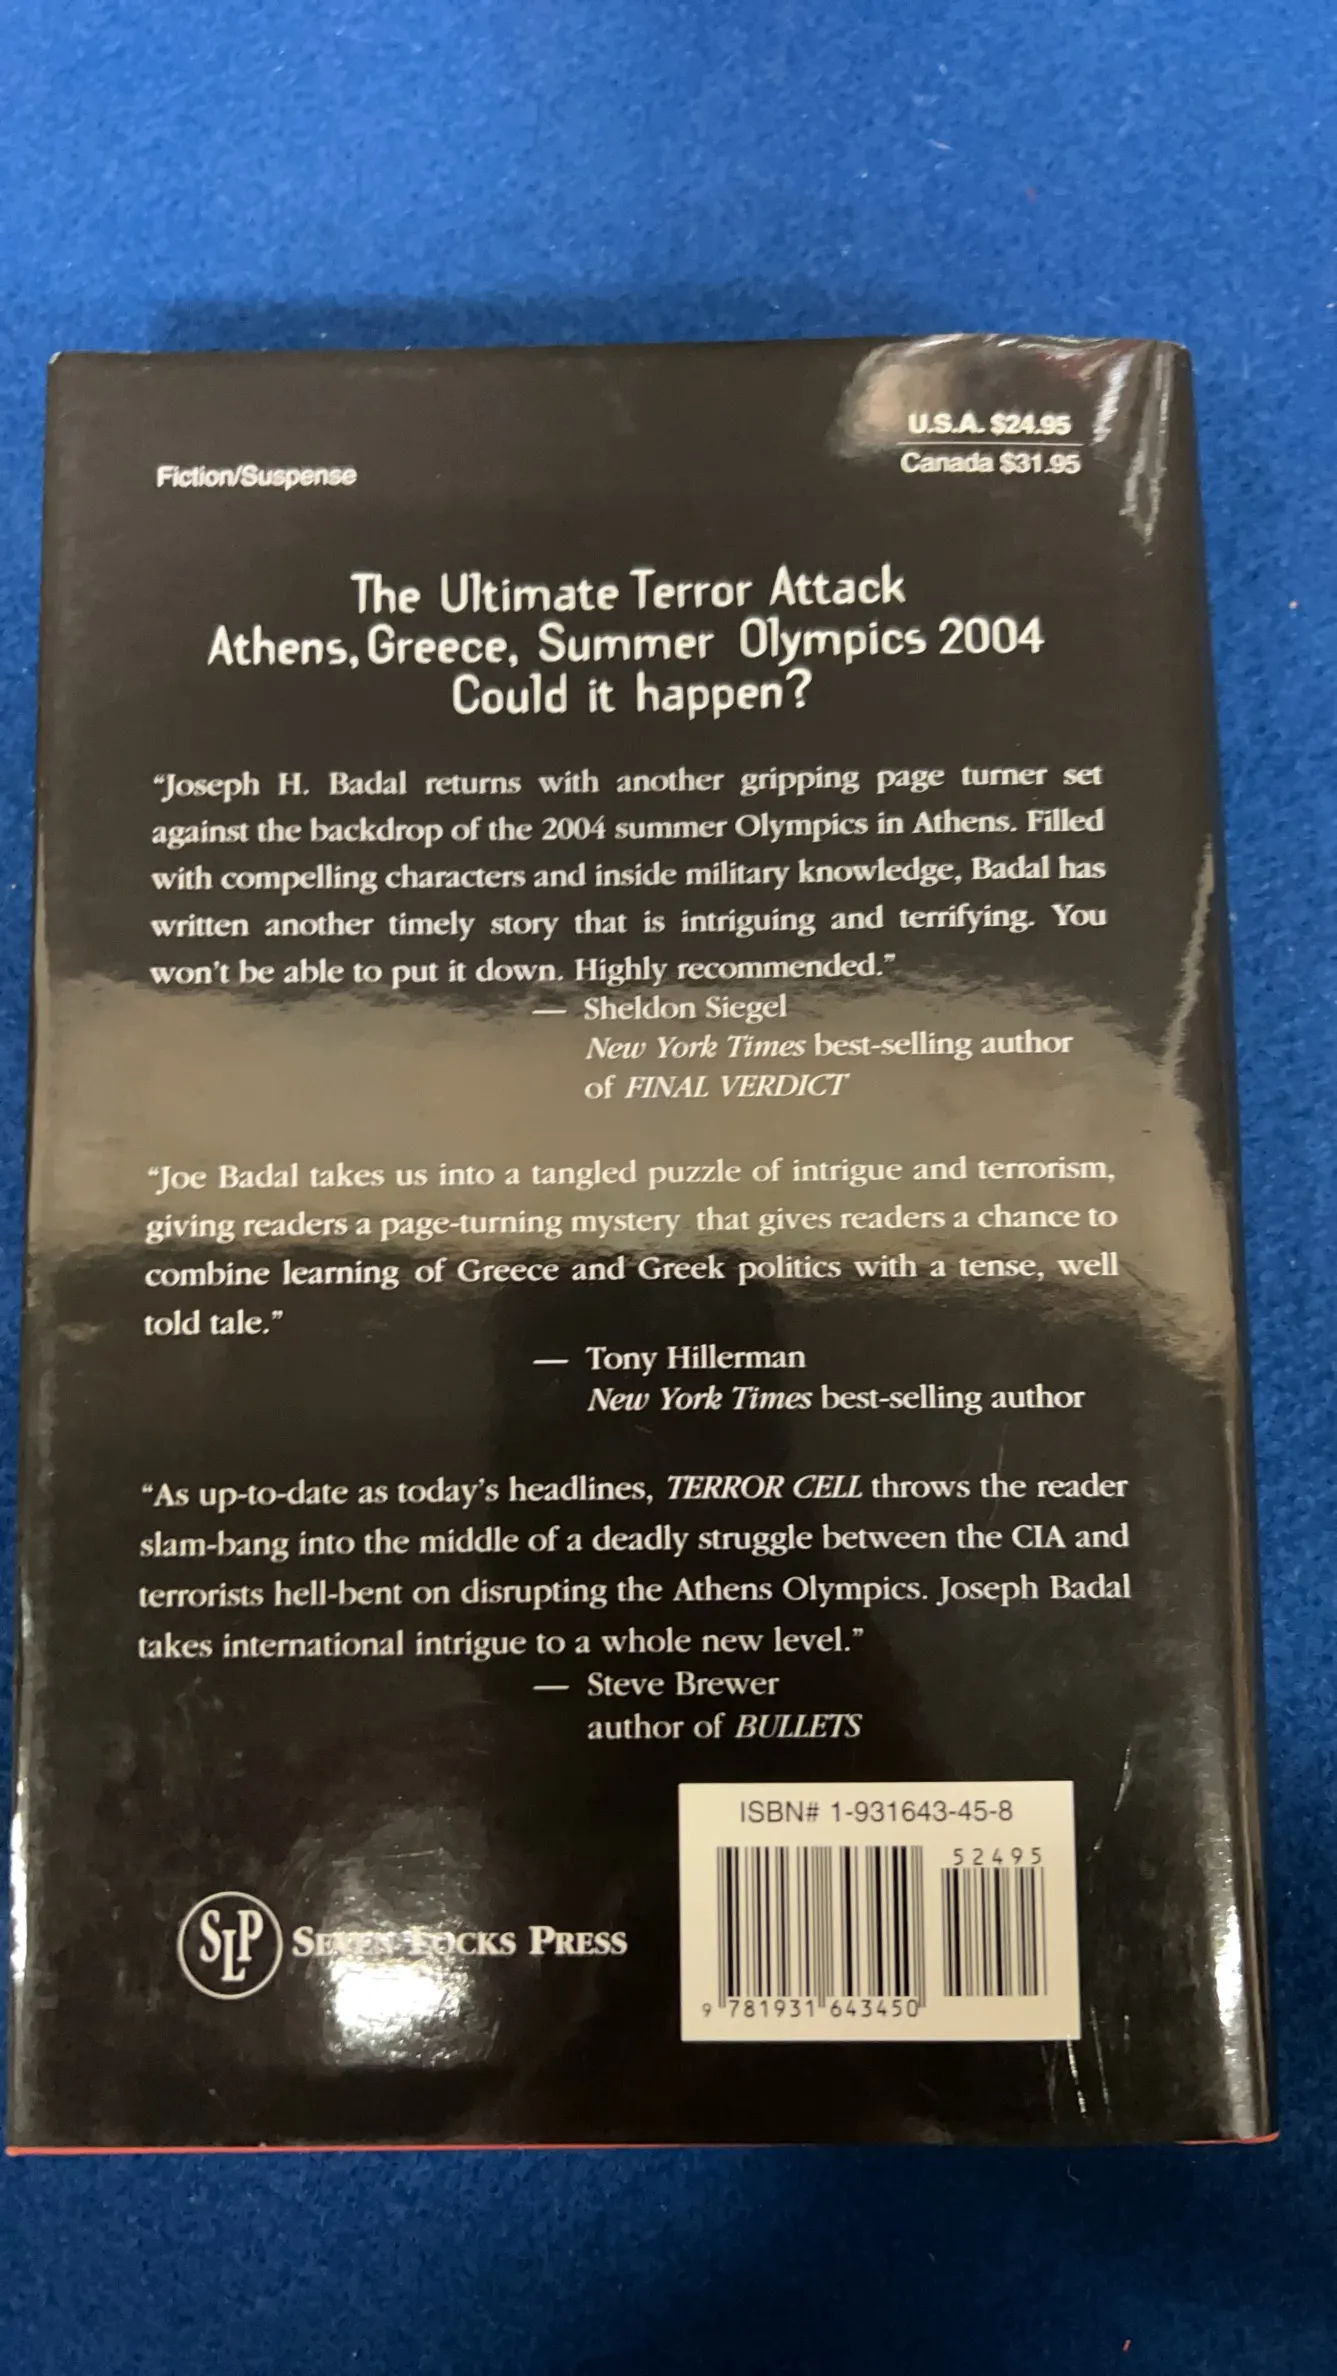 U.S.A. $24.95
Canada $31.95
Fiction/Suspense
The Ultimate Terror Attack
Athens, Greece, Summer Olympics 2004
Could it happen?
“Joseph H. Badal returns with another gripping page turner set
against the backdrop of the 2004 summer Olympics in Athens. Filled
with compelling characters and inside military knowledge, Badal has
written another timely story that is intriguing and terrifying. You
won't be able to put it down. Highly recommended.”
— Sheldon Siegel
New York Times best-selling author
of FINAL VERDICT
“Joe Badal takes us into a tangled puzzle of intrigue and terrorism,
giving readers a page-turning mystery that gives readers a chance to
combine learning of Greece and Greek politics with a tense, well
told tale.”
— Tony Hillerman
New York Times best-selling author
“As up-to-date as today's headlines, TERROR CELL throws the reader
slam-bang into the middle of a deadly struggle between the CIA and
terrorists hell-bent on disrupting the Athens Olympics. Joseph Badal
takes international intrigue to a whole new level.”
— Steve Brewer
author of BULLETS
ISBN# 1-931643-45-8
52495
9 781931 643450
SLP SEVEN LOCKS PRESS